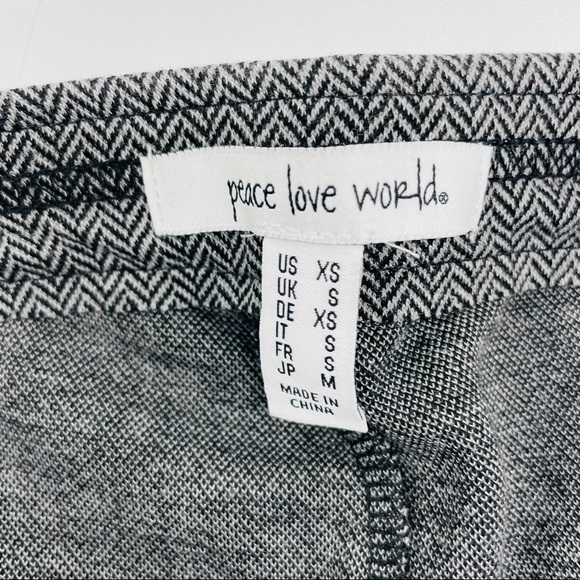 peace love world®
US XS
UK S
DE XS
IT S
FR S
JP M
MADE IN
CHINA